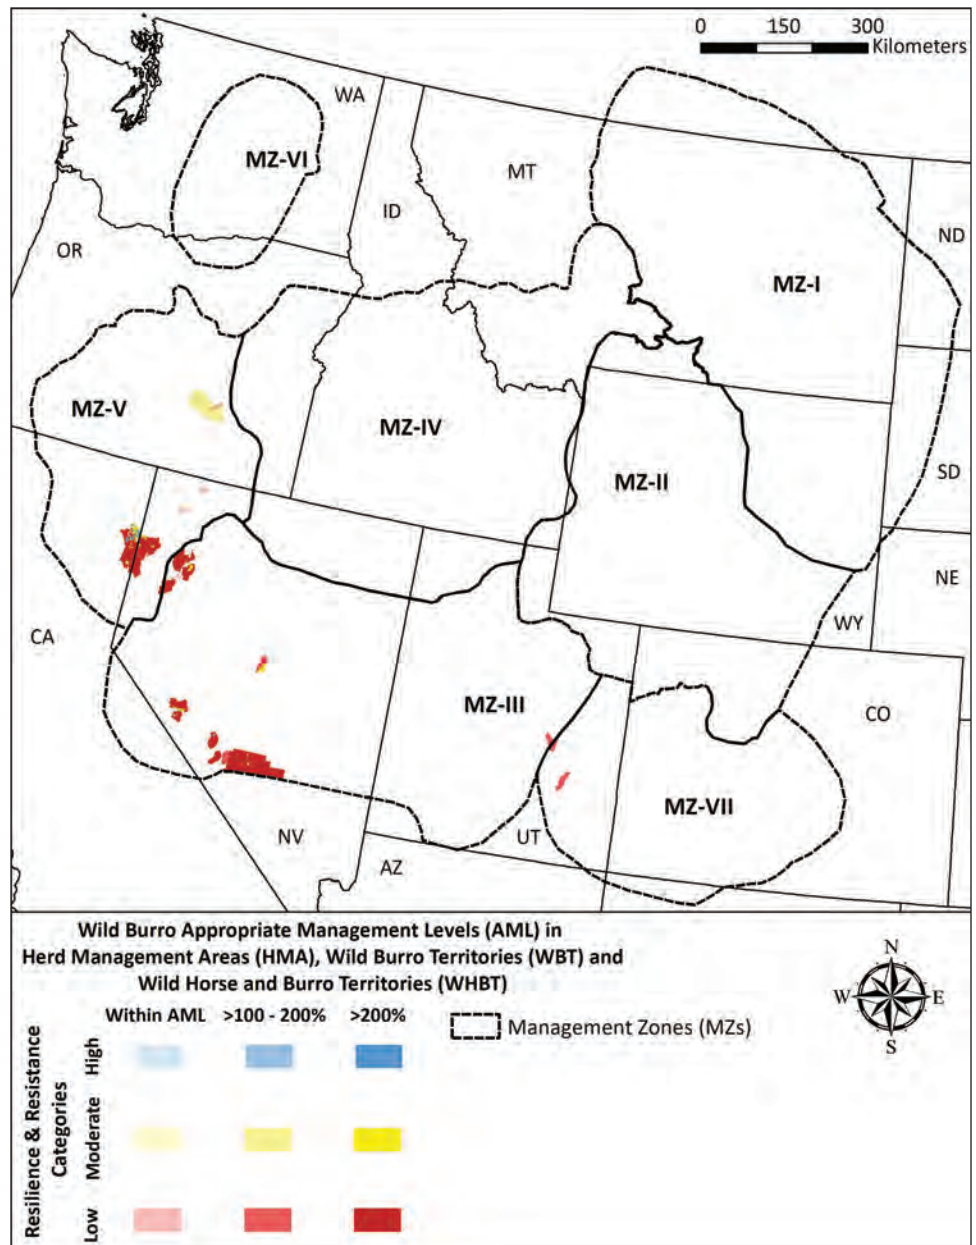 0 150 300
Kilometers
WA
MZ-VI
MT
ID
ND
OR
MZ-I
MZ-V
MZ-IV
MZ-II
SD
NE
CA
WY
MZ-III
CO
MZ-VII
NV
UT
AZ
Wild Burro Appropriate Management Levels (AML) in
Herd Management Areas (HMA), Wild Burro Territories (WBT) and
Wild Horse and Burro Territories (WHBT)
Within AML >100 - 200% >200%
Management Zones (MZs)
Resilience & Resistance
Categories
High
Moderate
Low
N
W E
S